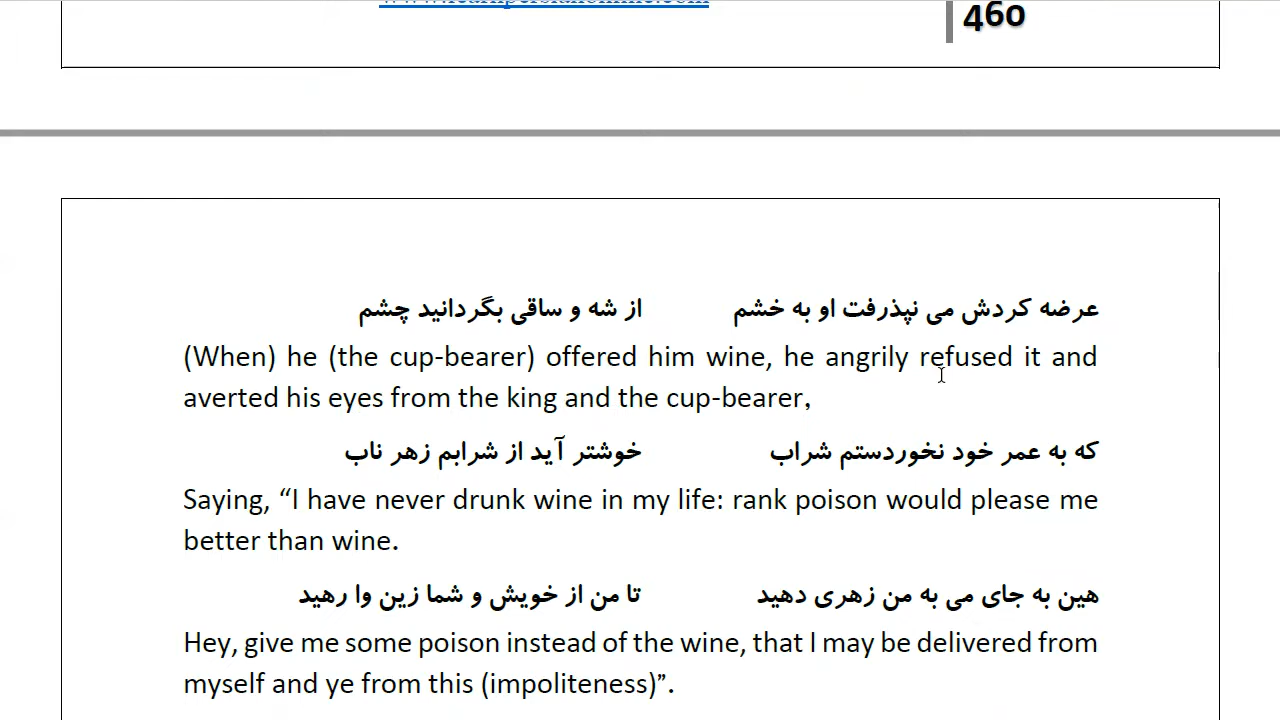 460
عرضه کردش می نپذرفت او به خشم از شه و ساقی بگردانید چشم
(When) he (the cup-bearer) offered him wine, he angrily refused it and
averted his eyes from the king and the cup-bearer,
که به عمر خود نخوردستم شراب خوشتر آید از شرابم زهر ناب
Saying, “I have never drunk wine in my life: rank poison would please me
better than wine.
هین به جای می به من زهری دهید تا من از خویش و شما زین وا رهید
Hey, give me some poison instead of the wine, that I may be delivered from
myself and ye from this (impoliteness)”.